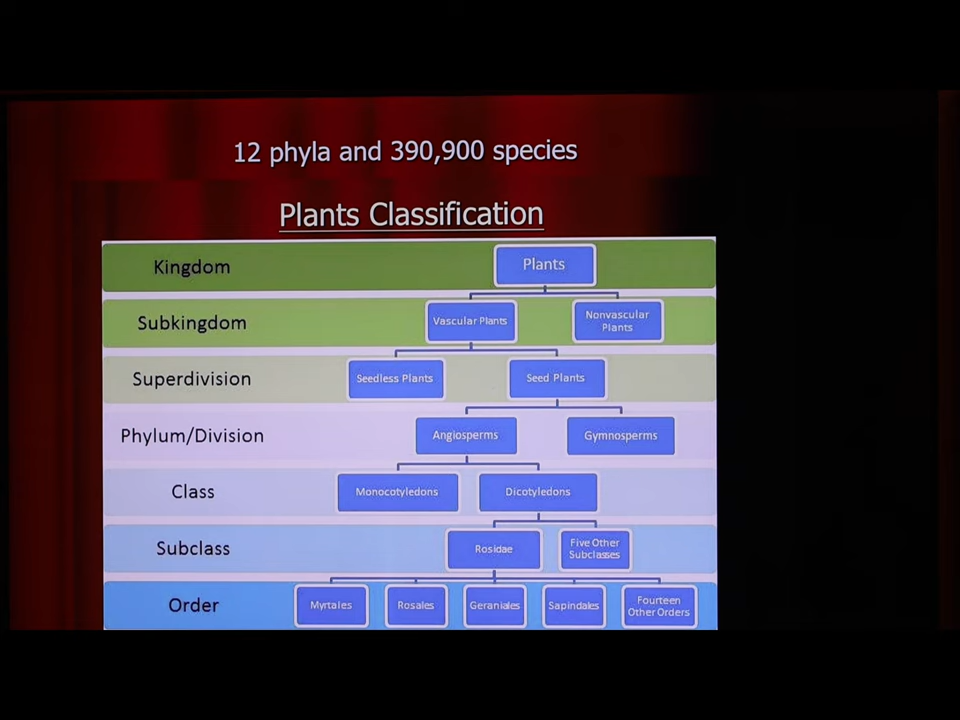 12 phyla and 390,900 species
Plants Classification
Kingdom
Plants
Subkingdom
Vascular Plants
Nonvascular
Plants
Superdivision
Seedless Plants
Seed Plants
Phylum/Division
Angiosperms
Gymnosperms
Class
Monocotyledons
Dicotyledons
Subclass
Rosidae
Five Other
Subclasses
Order
Myrtales
Rosales
Geraniales
Sapindales
Fourteen
Other Orders